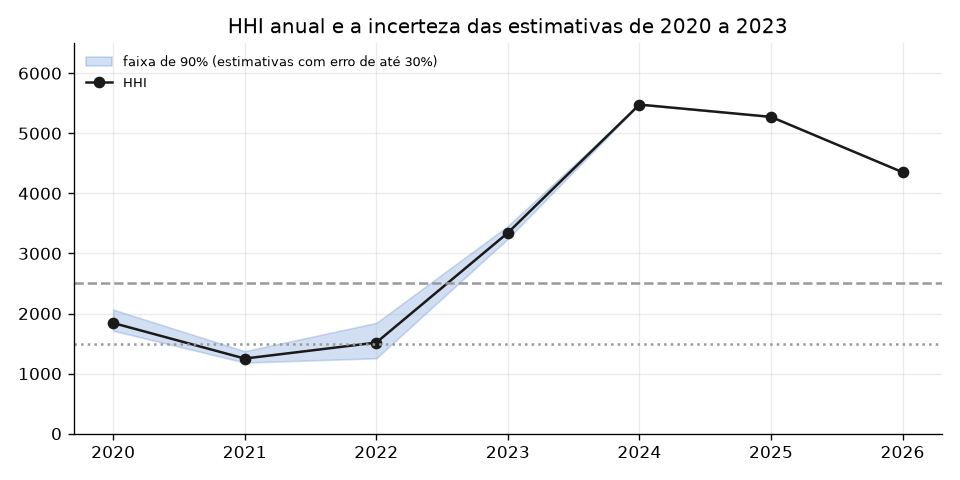 HHI anual e a incerteza das estimativas de 2020 a 2023
faixa de 90% (estimativas com erro de até 30%)
HHI
6000
5000
4000
3000
2000
1000
0
2020 2021 2022 2023 2024 2025 2026